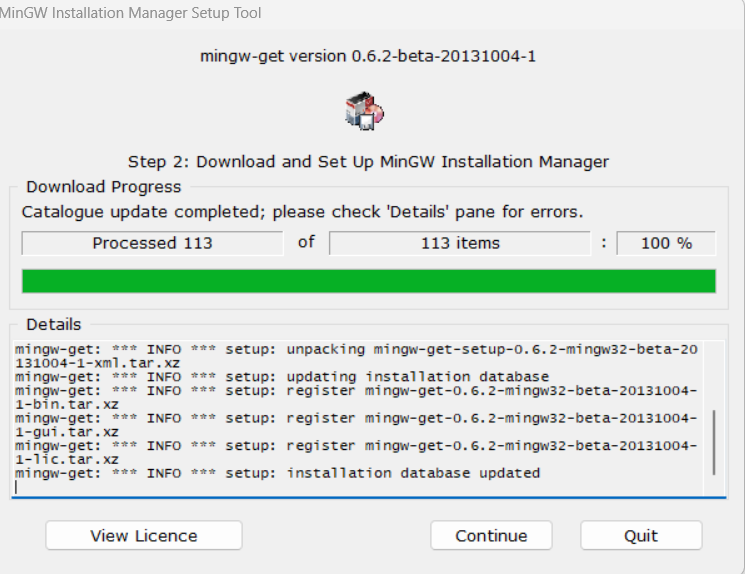 MinGW Installation Manager Setup Tool
mingw-get version 0.6.2-beta-20131004-1
Step 2: Download and Set Up MinGW Installation Manager
Download Progress
Catalogue update completed; please check 'Details' pane for errors.
Processed 113 of 113 items : 100 %
Details
mingw-get: *** INFO *** setup: unpacking mingw-get-setup-0.6.2-mingw32-beta-20
131004-1-xml.tar.xz
mingw-get: *** INFO *** setup: updating installation database
mingw-get: *** INFO *** setup: register mingw-get-0.6.2-mingw32-beta-20131004-
1-bin.tar.xz
mingw-get: *** INFO *** setup: register mingw-get-0.6.2-mingw32-beta-20131004-
1-gui.tar.xz
mingw-get: *** INFO *** setup: register mingw-get-0.6.2-mingw32-beta-20131004-
1-lic.tar.xz
mingw-get: *** INFO *** setup: installation database updated
View Licence Continue Quit